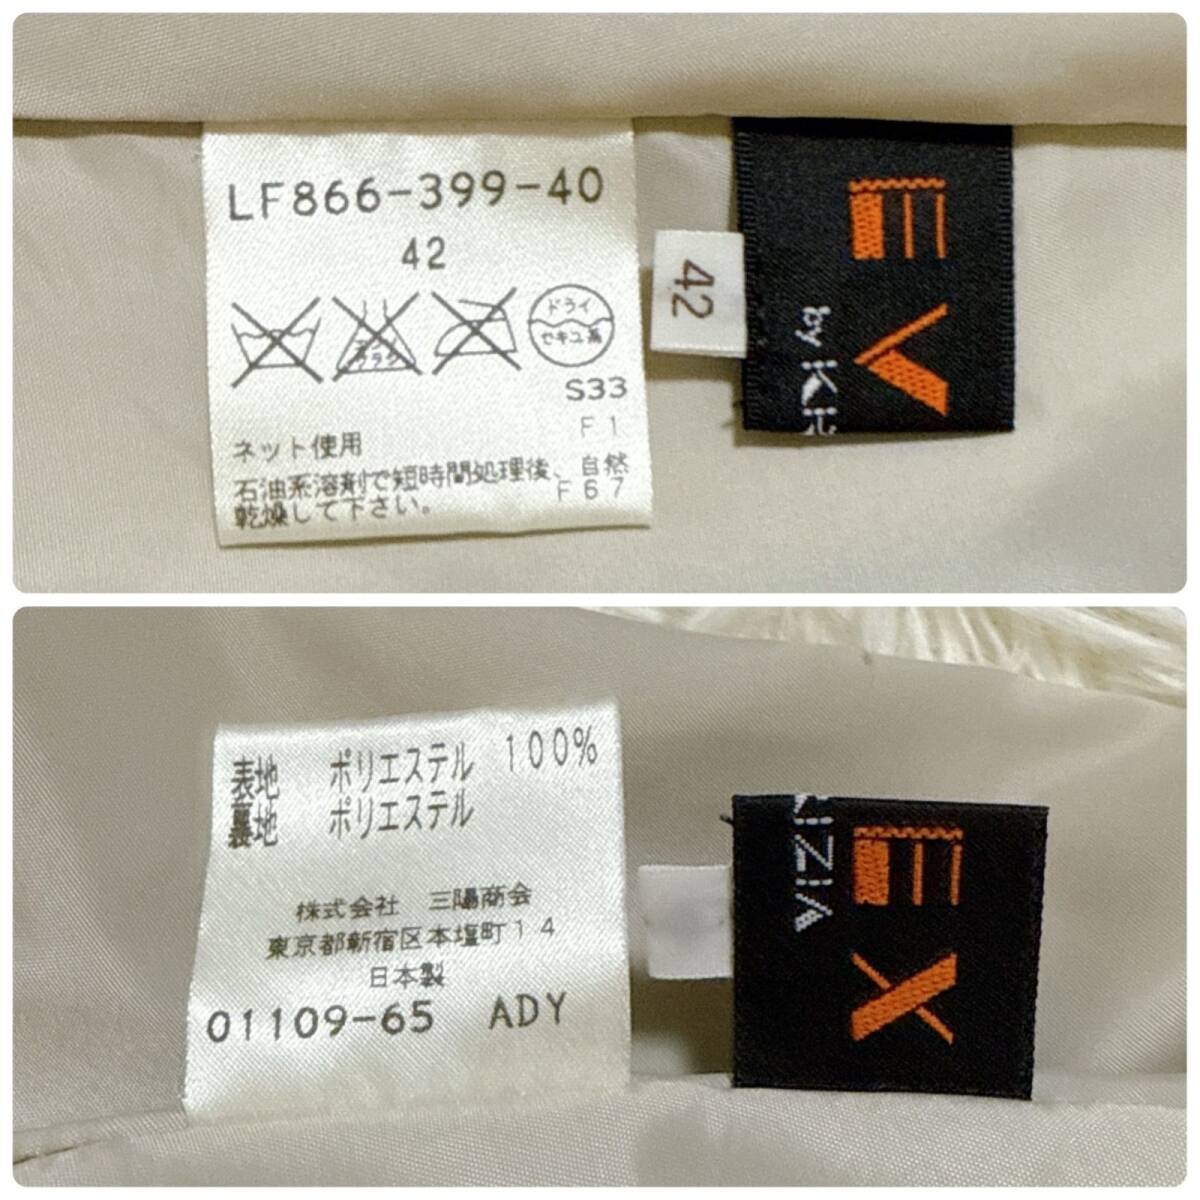 LF866-399-40
42
ドライ
セキユ系
S33
F1
ネット使用
石油系溶剤で短時間処理後、自然
F67
乾燥して下さい。
42
EV
by KR
表地 ポリエステル 100%
裏地 ポリエステル
株式会社 三陽商会
東京都新宿区本塩町14
日本製
01109-65 ADY
EX
IZIA